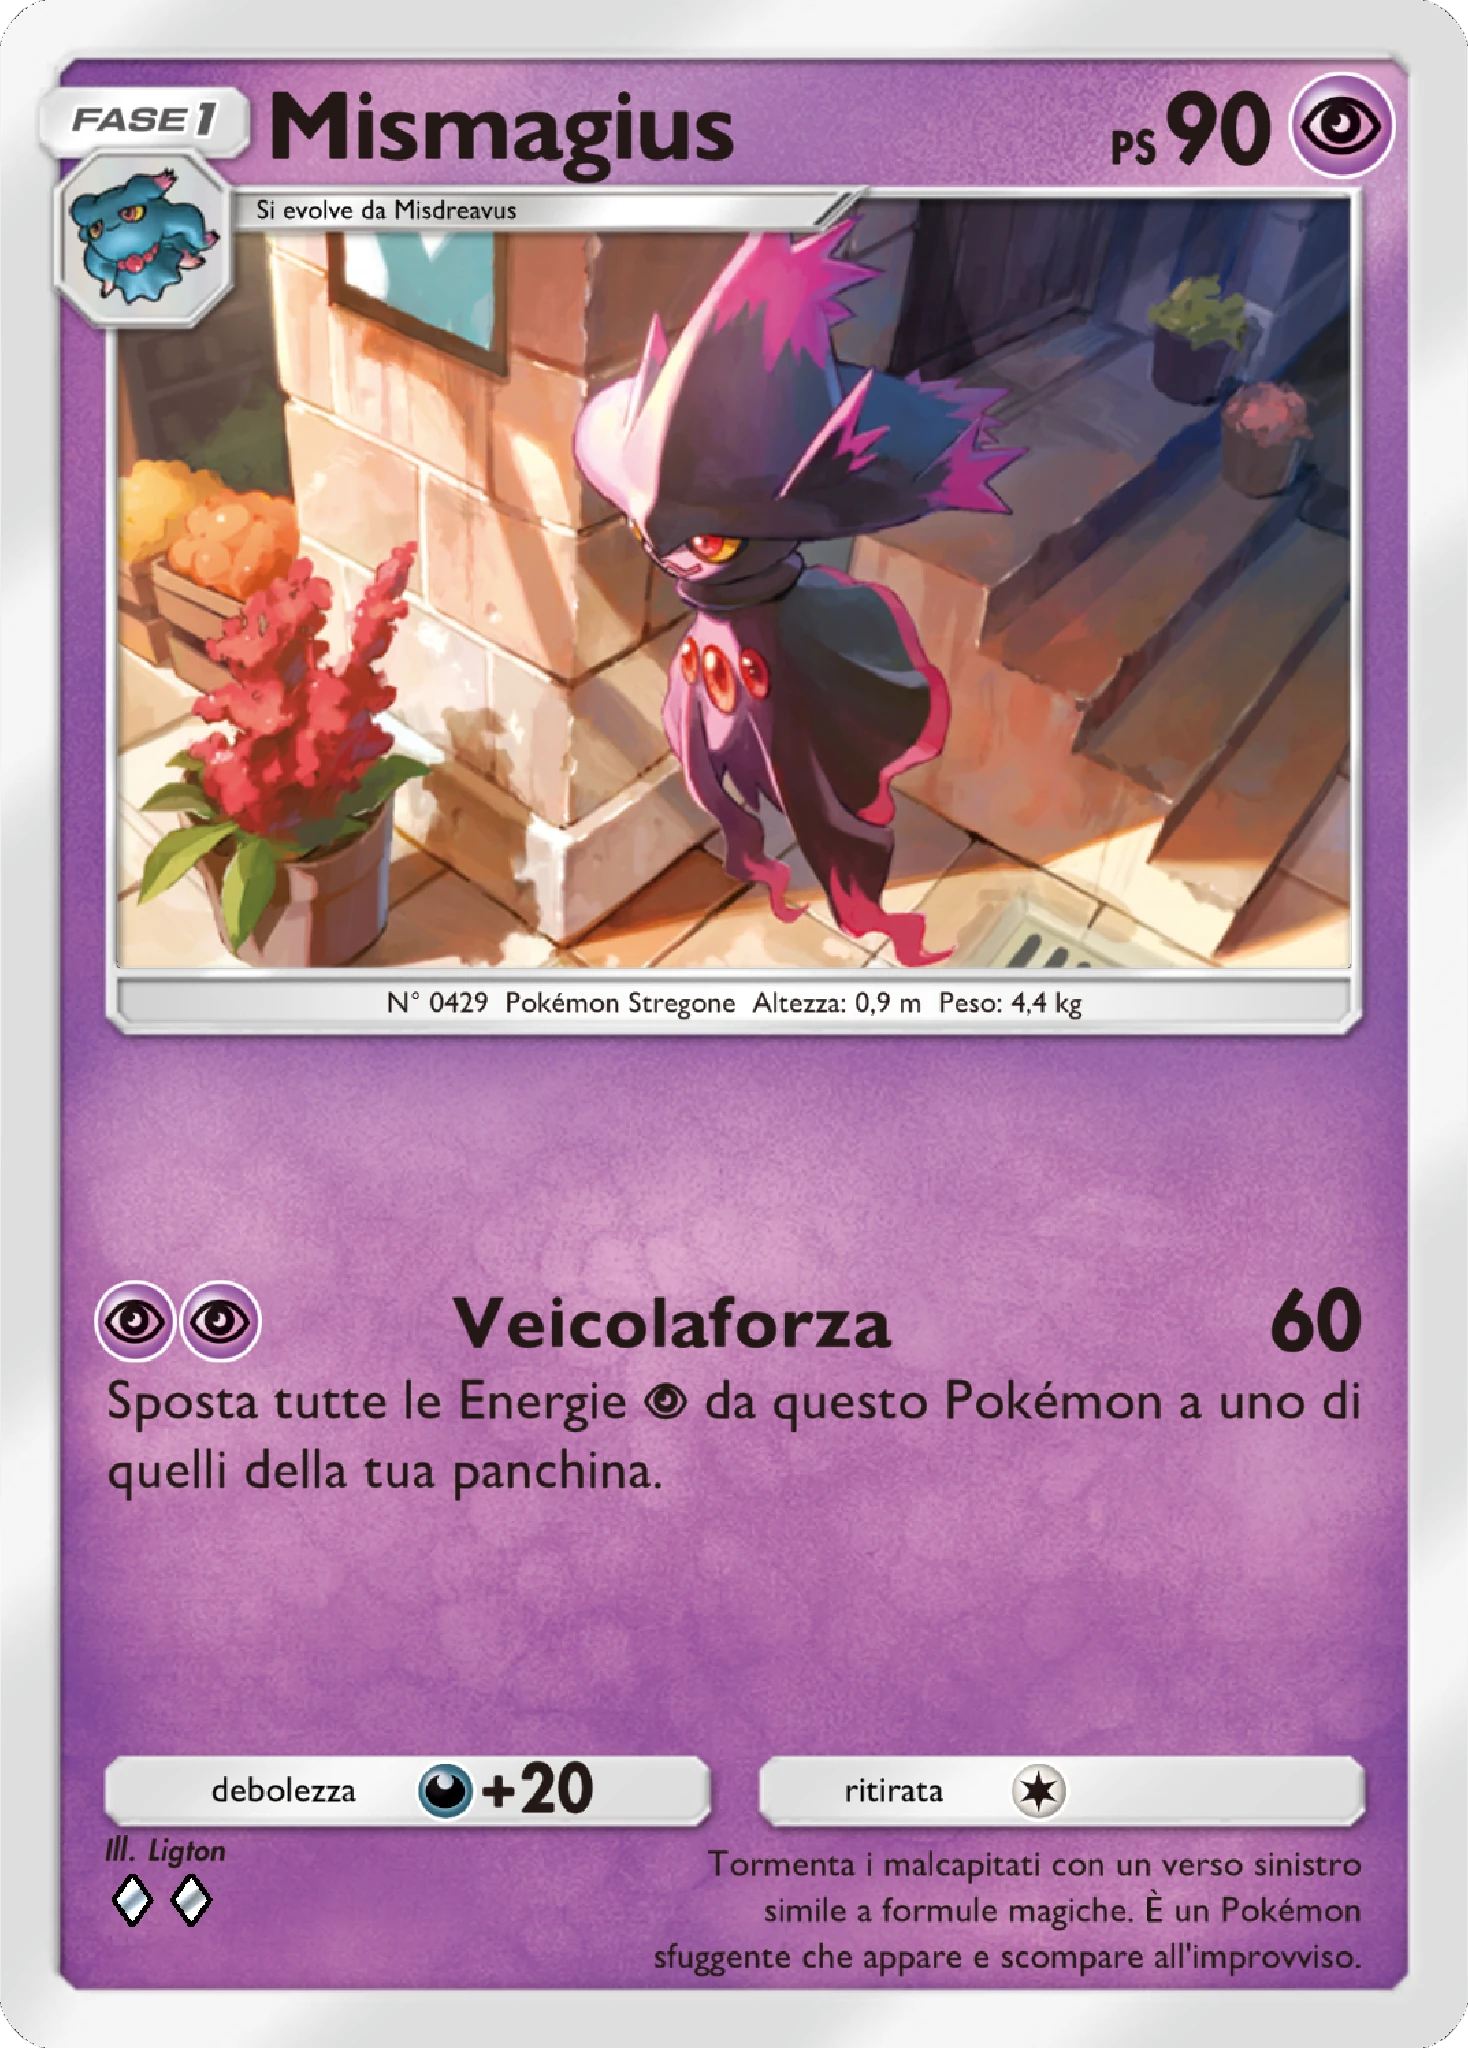 FASE 1
Mismagius
PS 90
Si evolve da Misdreavus
N° 0429 Pokémon Stregone Altezza: 0,9 m Peso: 4,4 kg
Veicolaforza 60
Sposta tutte le Energie da questo Pokémon a uno di
quelli della tua panchina.
debolezza +20
ritirata
Ill. Ligton
Tormenta i malcapitati con un verso sinistro
simile a formule magiche. È un Pokémon
sfuggente che appare e scompare all'improvviso.